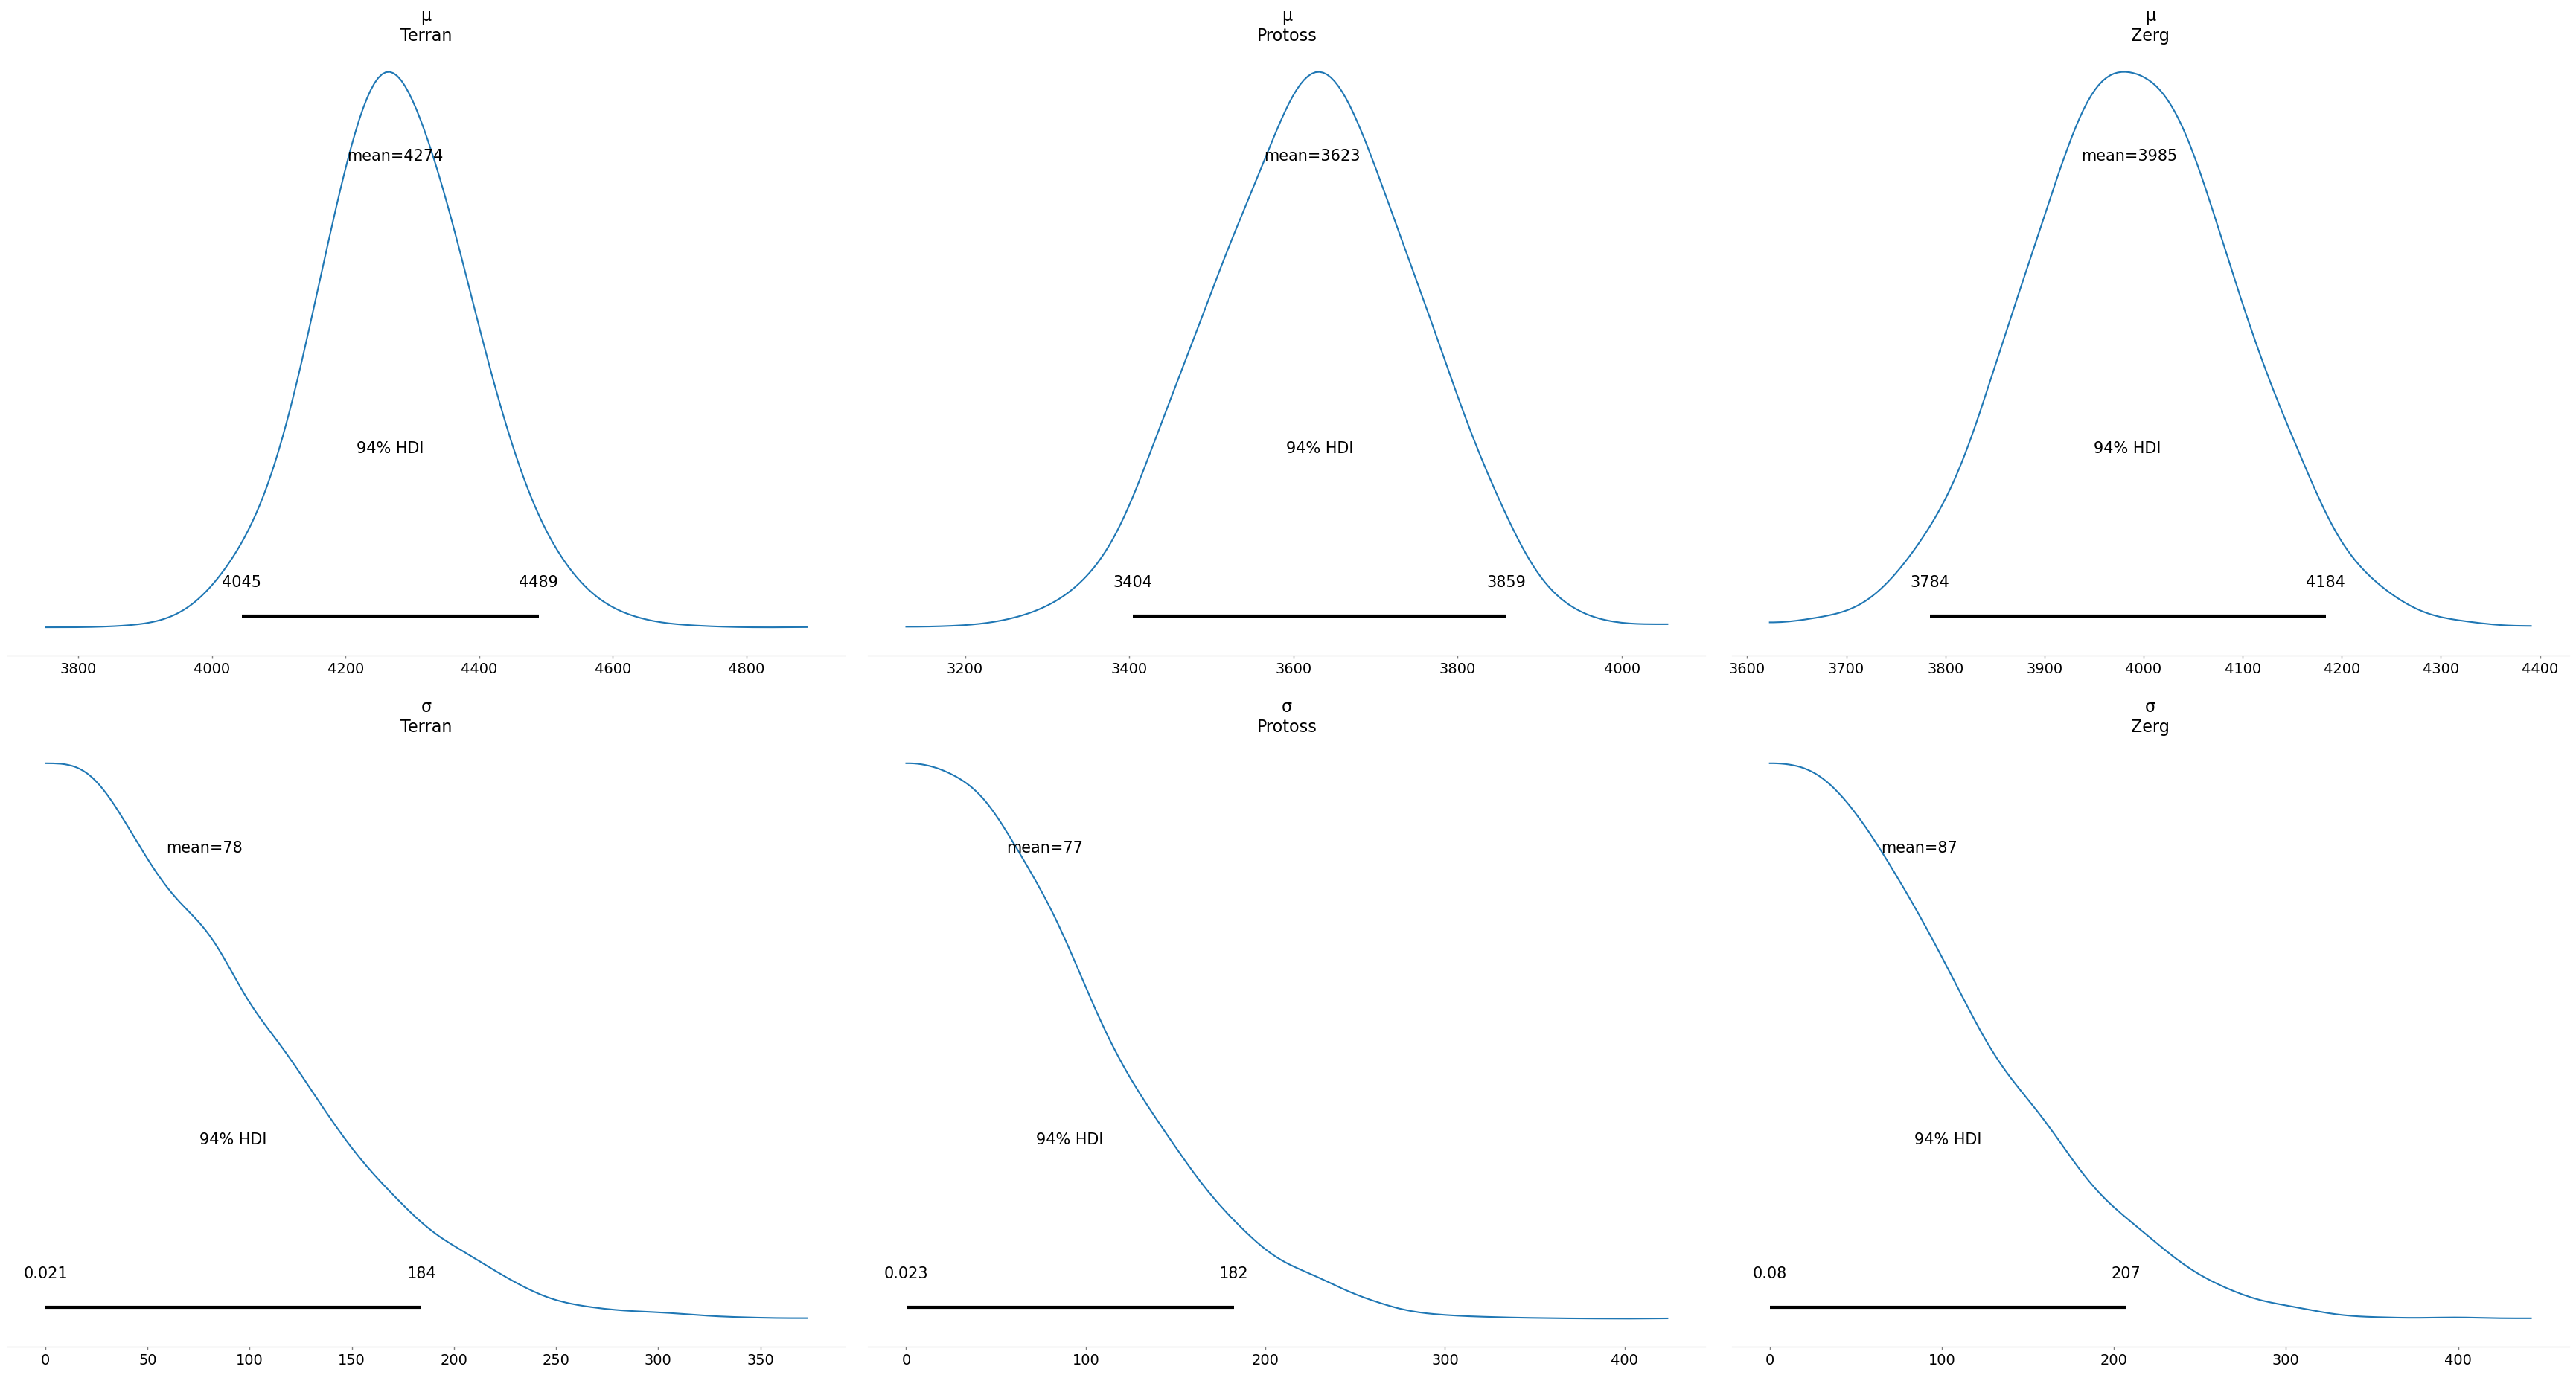 μ
Terran
mean=4274
94% HDI
4045 4489
3800 4000 4200 4400 4600 4800
μ
Protoss
mean=3623
94% HDI
3404 3859
3200 3400 3600 3800 4000
μ
Zerg
mean=3985
94% HDI
3784 4184
3600 3700 3800 3900 4000 4100 4200 4300 4400
σ
Terran
mean=78
94% HDI
0.021 184
0 50 100 150 200 250 300 350
σ
Protoss
mean=77
94% HDI
0.023 182
0 100 200 300 400
σ
Zerg
mean=87
94% HDI
0.08 207
0 100 200 300 400